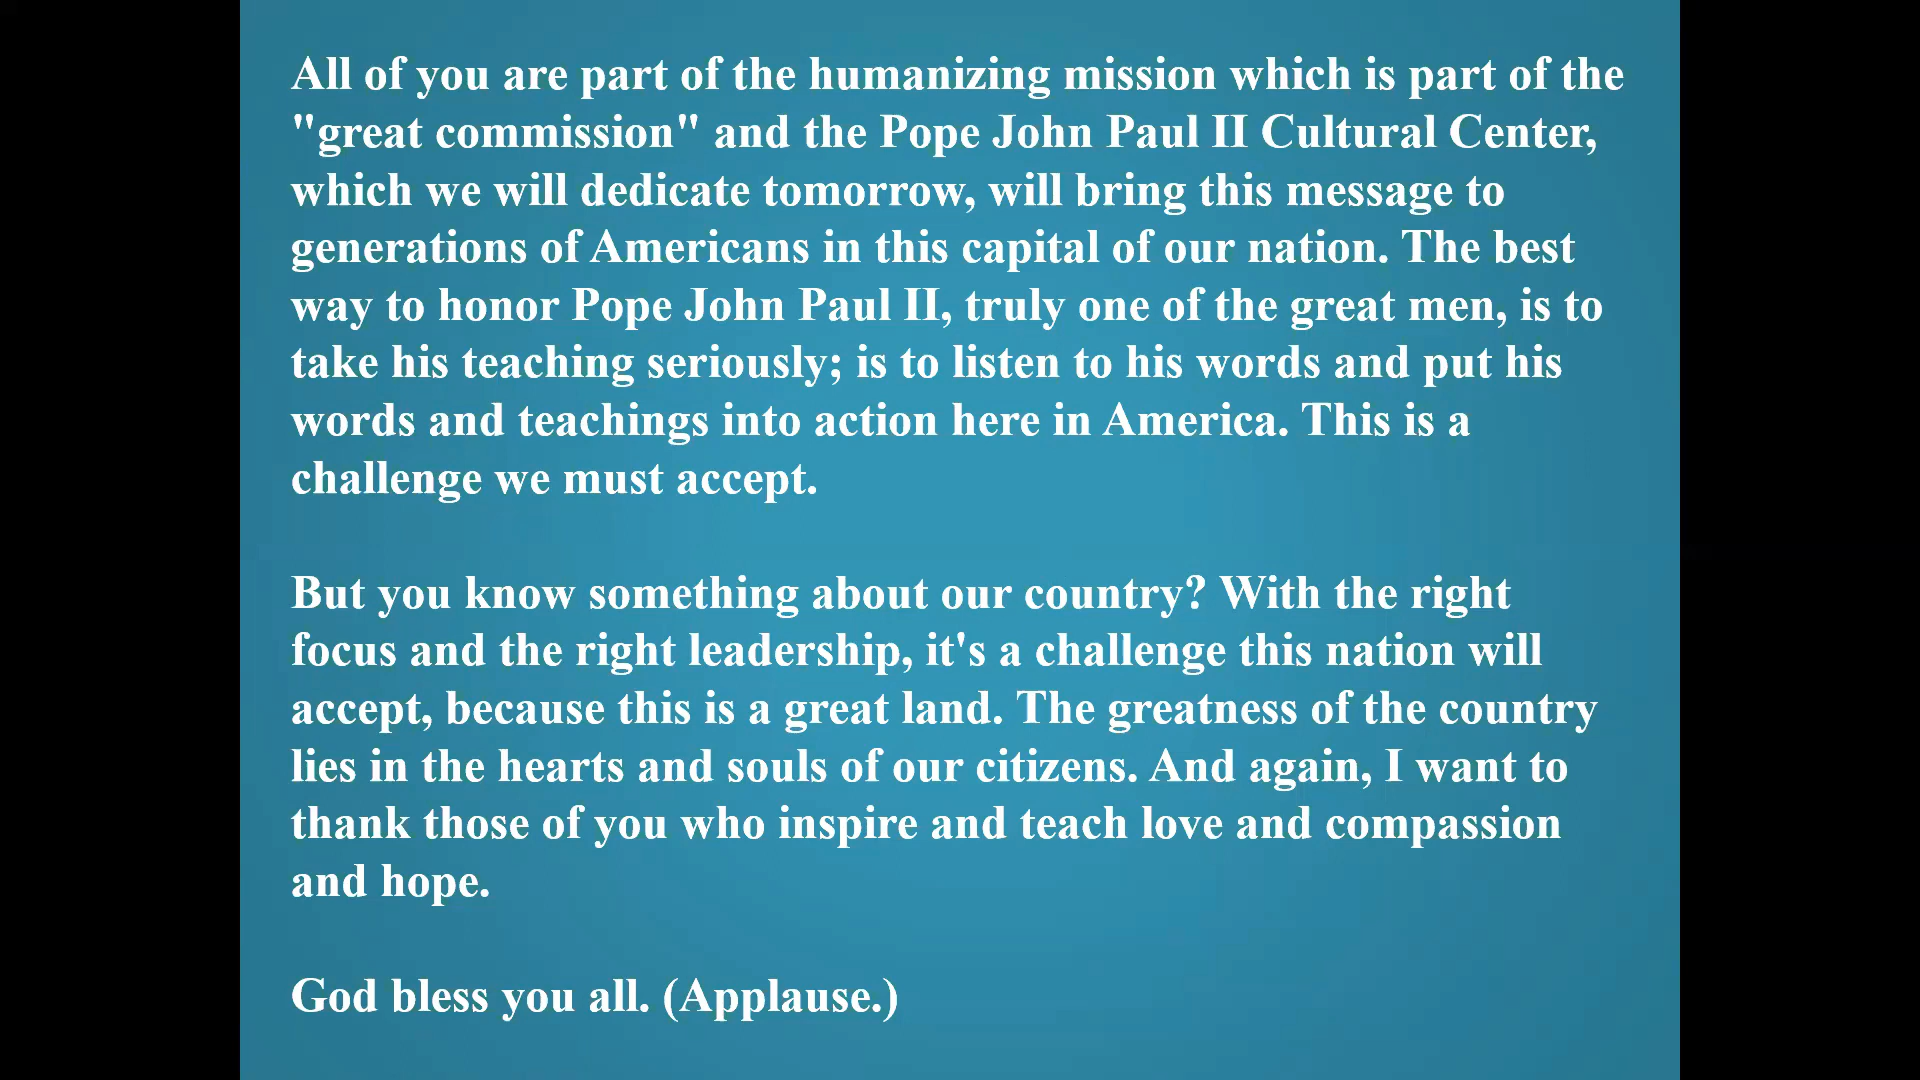 All of you are part of the humanizing mission which is part of the
"great commission" and the Pope John Paul II Cultural Center,
which we will dedicate tomorrow, will bring this message to
generations of Americans in this capital of our nation. The best
way to honor Pope John Paul II, truly one of the great men, is to
take his teaching seriously; is to listen to his words and put his
words and teachings into action here in America. This is a
challenge we must accept.
But you know something about our country? With the right
focus and the right leadership, it's a challenge this nation will
accept, because this is a great land. The greatness of the country
lies in the hearts and souls of our citizens. And again, I want to
thank those of you who inspire and teach love and compassion
and hope.
God bless you all. (Applause.)